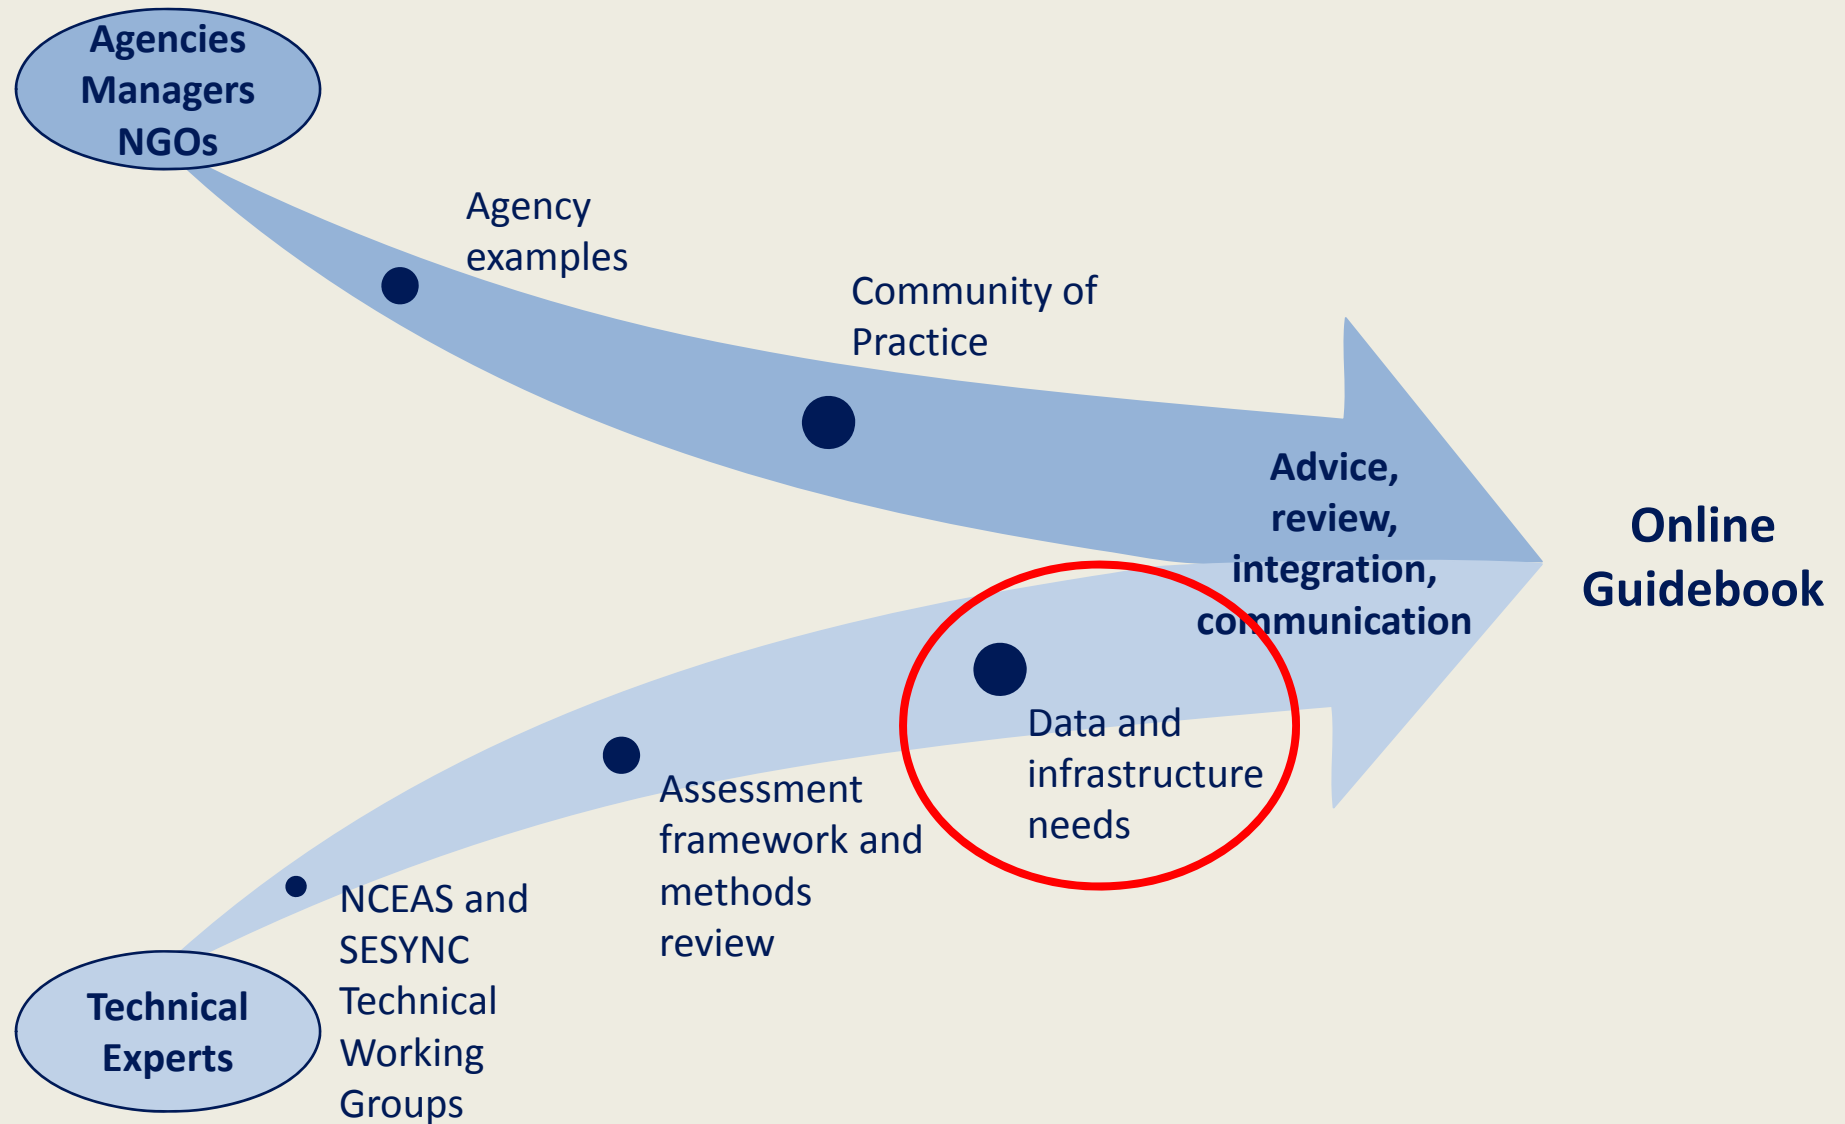 Agencies
Managers
NGOs
Agency
examples
Community of
Practice
Advice,
review,
integration,
communication
Online
Guidebook
Data and
infrastructure
needs
Assessment
framework and
methods
review
NCEAS and
SESYNC
Technical
Working
Groups
Technical
Experts